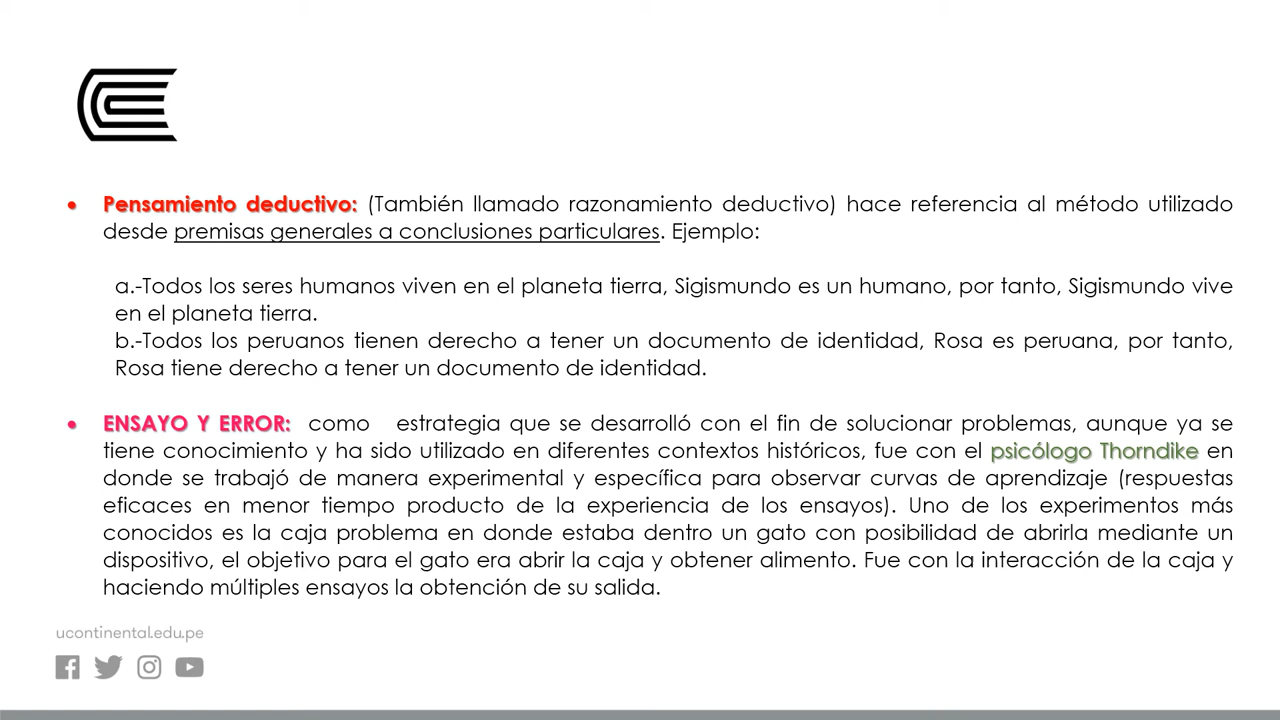 • Pensamiento deductivo: (También llamado razonamiento deductivo) hace referencia al método utilizado
desde premisas generales a conclusiones particulares. Ejemplo:
a.-Todos los seres humanos viven en el planeta tierra, Sigismundo es un humano, por tanto, Sigismundo vive
en el planeta tierra.
b.-Todos los peruanos tienen derecho a tener un documento de identidad, Rosa es peruana, por tanto,
Rosa tiene derecho a tener un documento de identidad.
• ENSAYO Y ERROR: como estrategia que se desarrolló con el fin de solucionar problemas, aunque ya se
tiene conocimiento y ha sido utilizado en diferentes contextos históricos, fue con el psicólogo Thorndike en
donde se trabajó de manera experimental y específica para observar curvas de aprendizaje (respuestas
eficaces en menor tiempo producto de la experiencia de los ensayos). Uno de los experimentos más
conocidos es la caja problema en donde estaba dentro un gato con posibilidad de abrirla mediante un
dispositivo, el objetivo para el gato era abrir la caja y obtener alimento. Fue con la interacción de la caja y
haciendo múltiples ensayos la obtención de su salida.
ucontinental.edu.pe